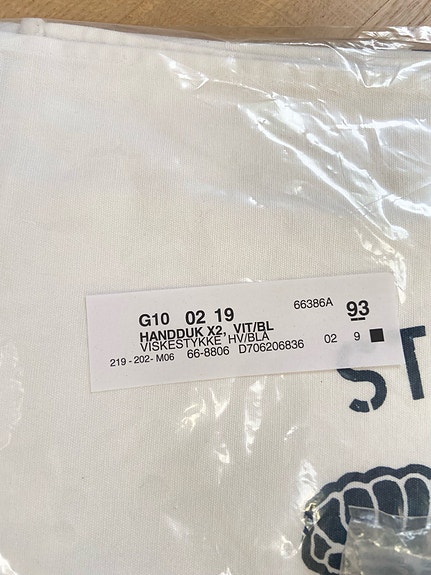 G10 02 19 66386A 93
HANDDUK X2, VIT/BL
VISKESTYKKE HV/BLA
219-202-M06 66-8806 D706206836 02 9
ST